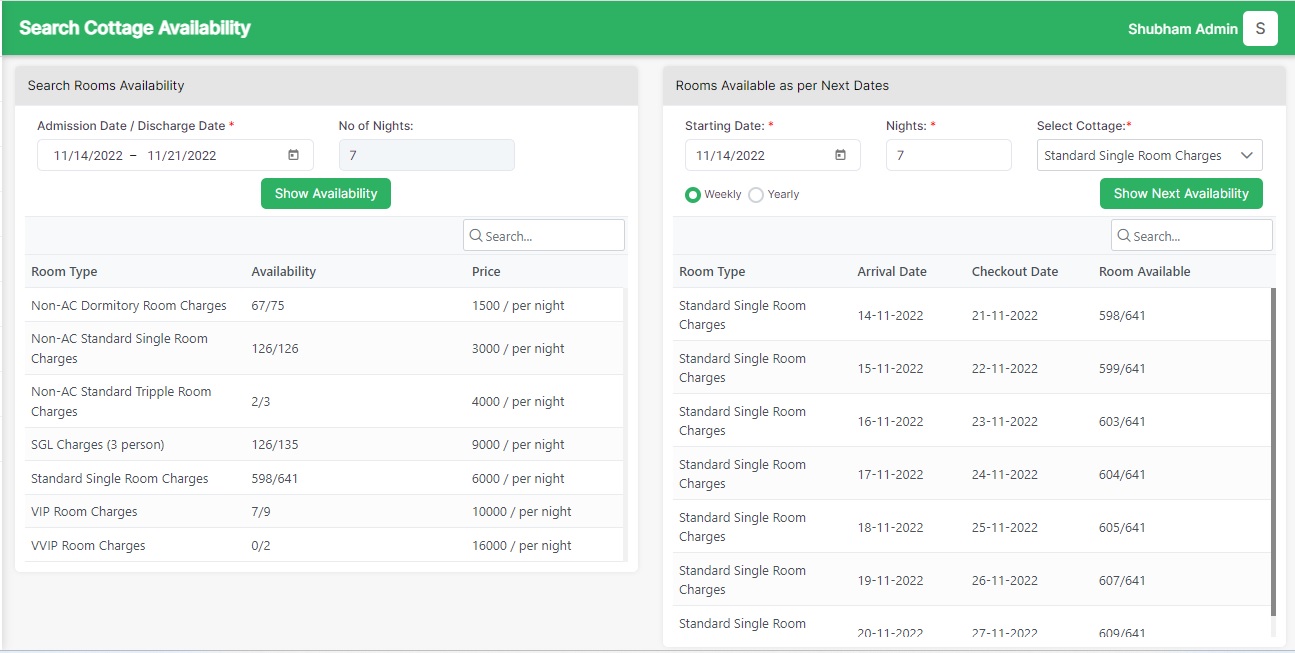 Search Cottage Availability
Shubham Admin S
Search Rooms Availability
Admission Date / Discharge Date *
No of Nights:
11/14/2022 – 11/21/2022
7
Show Availability
Search...
Room Type Availability Price
Non-AC Dormitory Room Charges 67/75 1500 / per night
Non-AC Standard Single Room
Charges
126/126 3000 / per night
Non-AC Standard Tripple Room
Charges
2/3 4000 / per night
SGL Charges (3 person) 126/135 9000 / per night
Standard Single Room Charges 598/641 6000 / per night
VIP Room Charges 7/9 10000 / per night
VVIP Room Charges 0/2 16000 / per night
Rooms Available as per Next Dates
Starting Date: * Nights: * Select Cottage:*
11/14/2022 7 Standard Single Room Charges
Weekly Yearly
Show Next Availability
Search...
Room Type Arrival Date Checkout Date Room Available
Standard Single Room
Charges
14-11-2022 21-11-2022 598/641
Standard Single Room
Charges
15-11-2022 22-11-2022 599/641
Standard Single Room
Charges
16-11-2022 23-11-2022 603/641
Standard Single Room
Charges
17-11-2022 24-11-2022 604/641
Standard Single Room
Charges
18-11-2022 25-11-2022 605/641
Standard Single Room
Charges
19-11-2022 26-11-2022 607/641
Standard Single Room
20-11-2022 27-11-2022 609/641